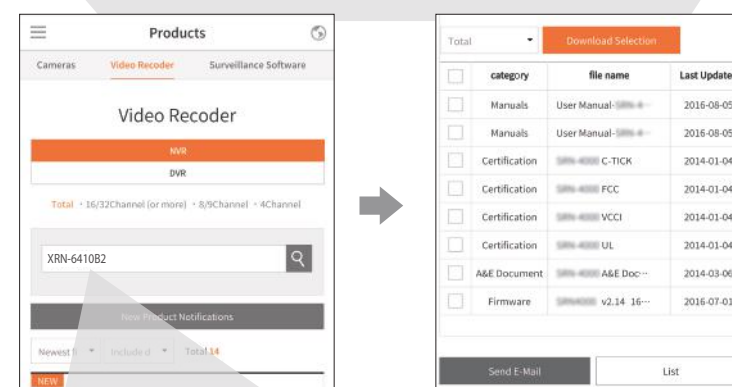 Products
Cameras Video Recoder Surveillance Software
Video Recoder
NVR
DVR
Total • 16/32Channel (or more) • 8/9Channel • 4Channel
XRN-6410B2
New Product Notifications
Newest fi Included Total 14
NEW
Total Download Selection
category file name Last Update
Manuals User Manual- 2016-08-05
Manuals User Manual- 2016-08-05
Certification C-TICK 2014-01-04
Certification FCC 2014-01-04
Certification VCCI 2014-01-04
Certification UL 2014-01-04
A&E Document A&E Doc··· 2014-03-06
Firmware v2.14 16··· 2016-07-01
Send E-Mail List